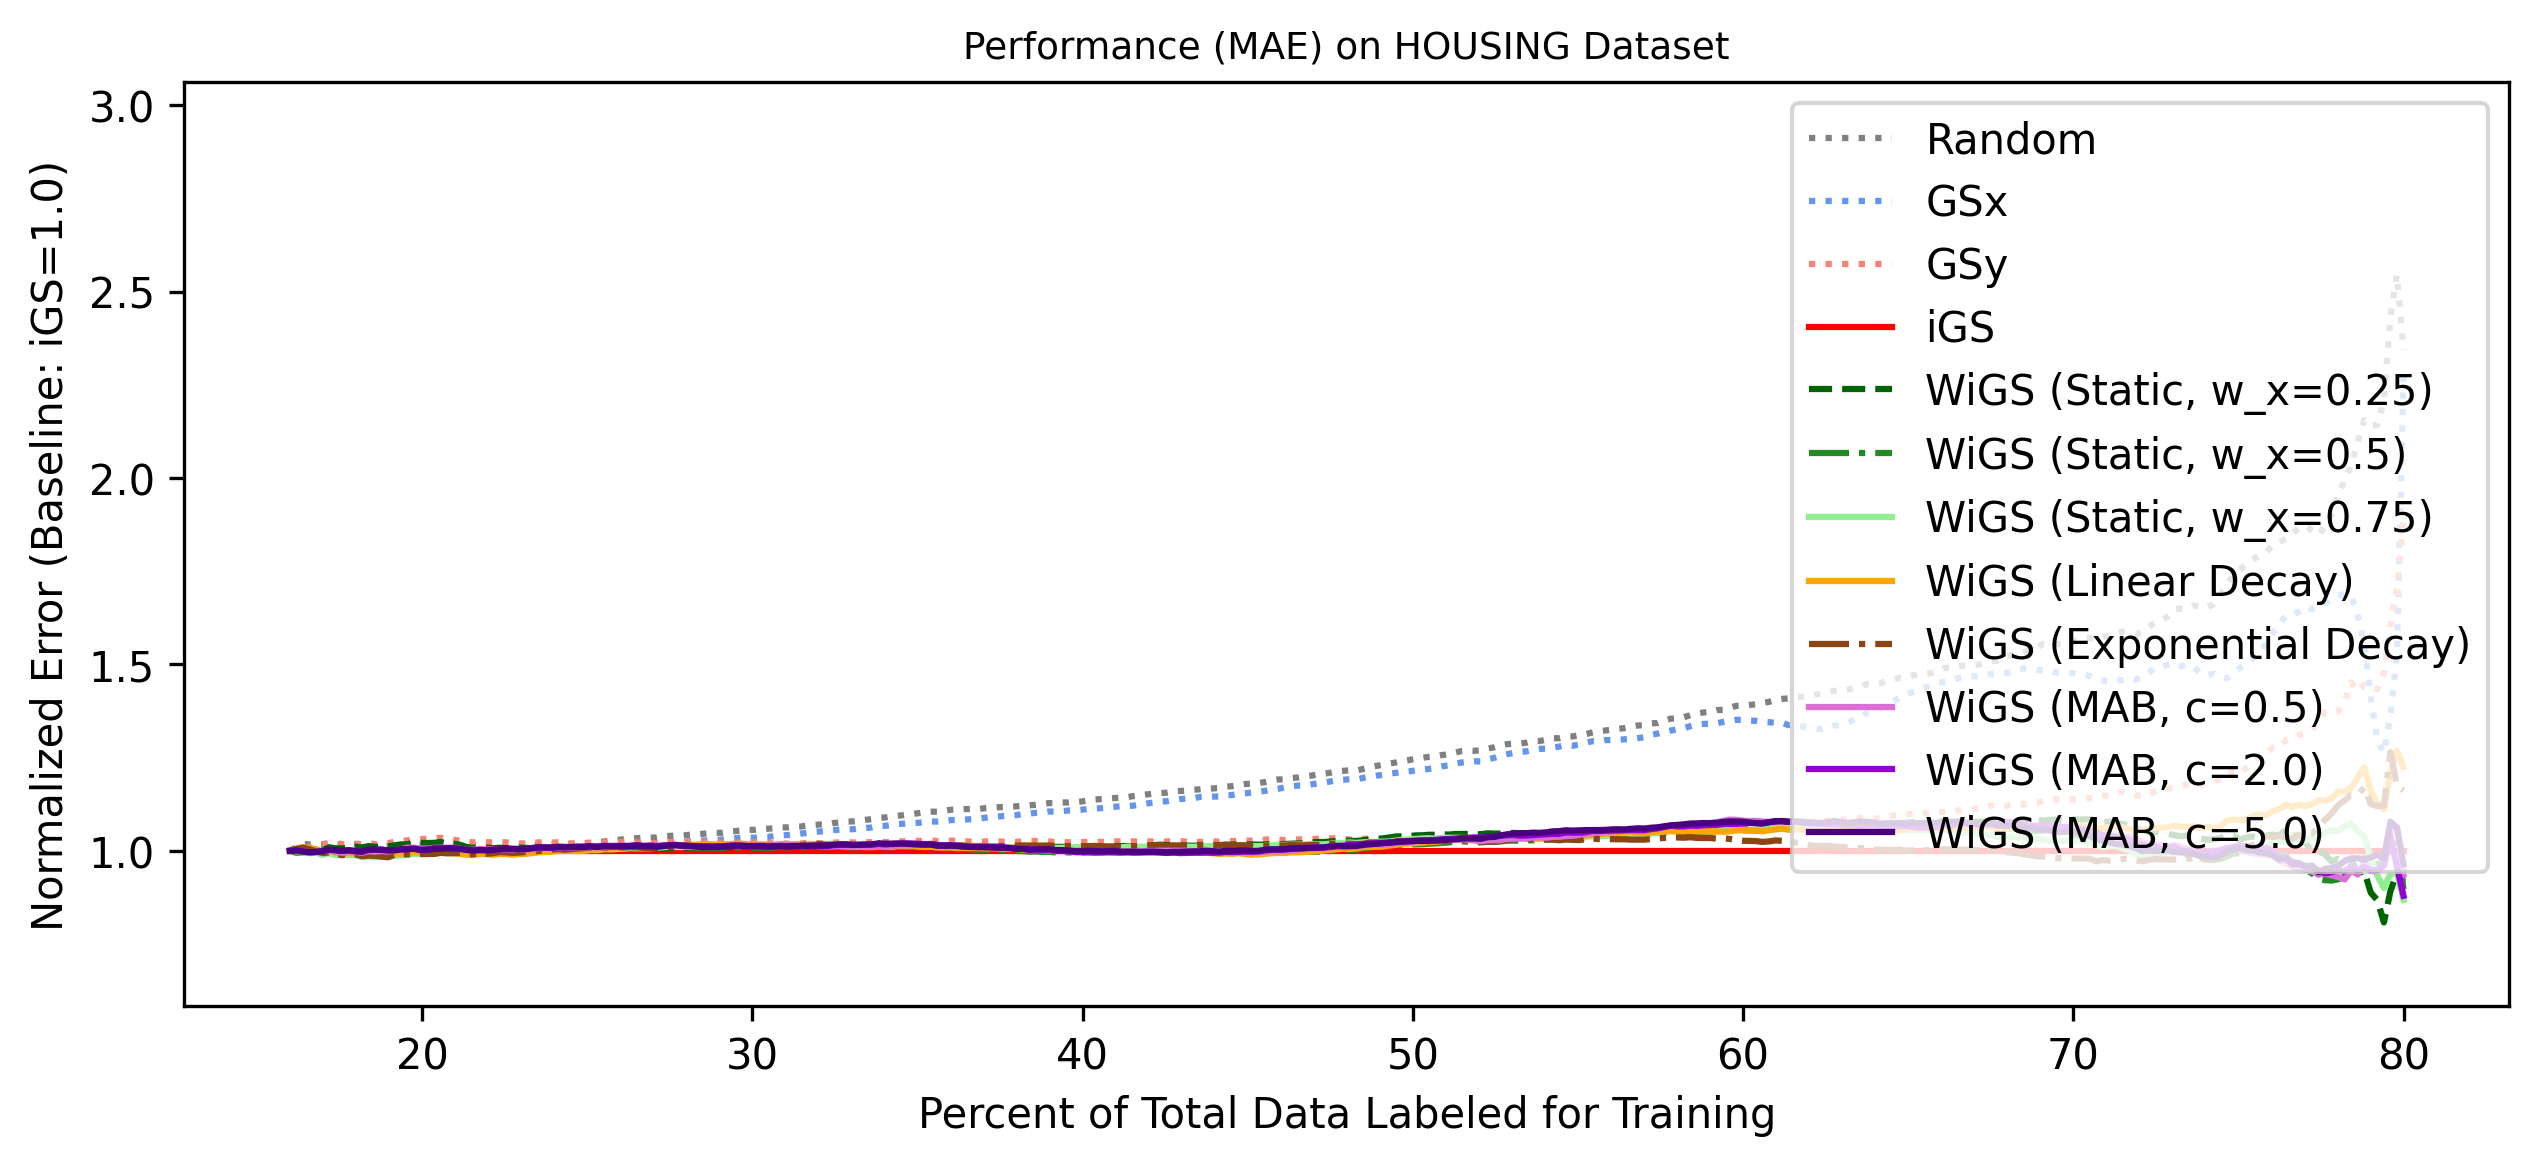 Performance (MAE) on HOUSING Dataset
Normalized Error (Baseline: iGS=1.0)
3.0
2.5
2.0
1.5
1.0
Random
GSx
GSy
iGS
WiGS (Static, w_x=0.25)
WiGS (Static, w_x=0.5)
WiGS (Static, w_x=0.75)
WiGS (Linear Decay)
WiGS (Exponential Decay)
WiGS (MAB, c=0.5)
WiGS (MAB, c=2.0)
WiGS (MAB, c=5.0)
20
30
40
50
60
70
80
Percent of Total Data Labeled for Training